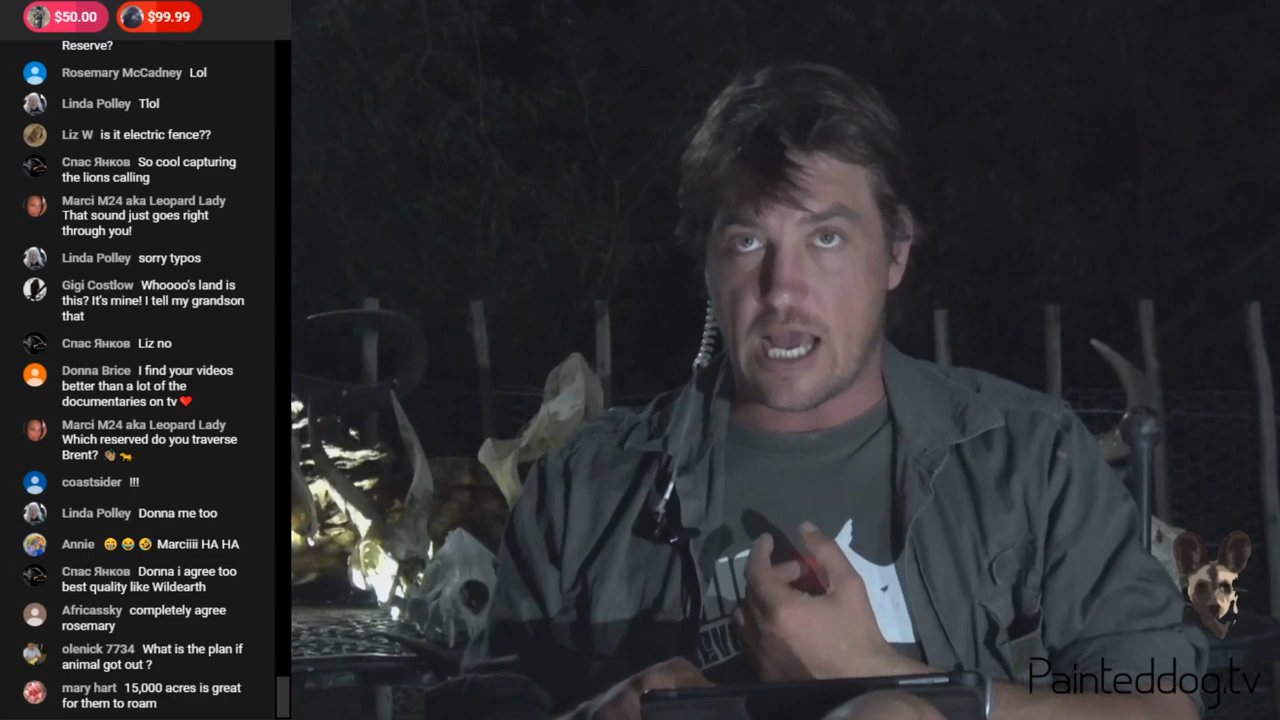 $50.00
$99.99
Reserve?
Rosemary McCadney Lol
Linda Polley Tlol
Liz W is it electric fence??
Спас Янков So cool capturing
the lions calling
Marci M24 aka Leopard Lady
That sound just goes right
through you!
Linda Polley sorry typos
Gigi Costlow Whoooo's land is
this? It's mine! I tell my grandson
that
Спас Янков Liz no
Donna Brice I find your videos
better than a lot of the
documentaries on tv❤️
Marci M24 aka Leopard Lady
Which reserved do you traverse
Brent? 👋🏽 🐆
coastsider !!!
Linda Polley Donna me too
Annie 😁 😂 🤣 Marciiii HA HA
Спас Янков Donna i agree too
best quality like Wildearth
Africassky completely agree
rosemary
olenick 7734 What is the plan if
animal got out ?
mary hart 15,000 acres is great
for them to roam
Painteddog.tv